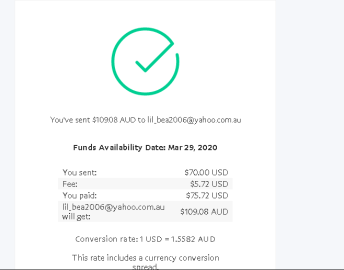 You've sent $109.08 AUD to lil_bea2006@yahoo.com.au
Funds Availability Date: Mar 29, 2020
You sent: $70.00 USD
Fee: $5.72 USD
You paid: $75.72 USD
lil_bea2006@yahoo.com.au
will get: $109.08 AUD
Conversion rate: 1 USD = 1.5582 AUD
This rate includes a currency conversion
spread.